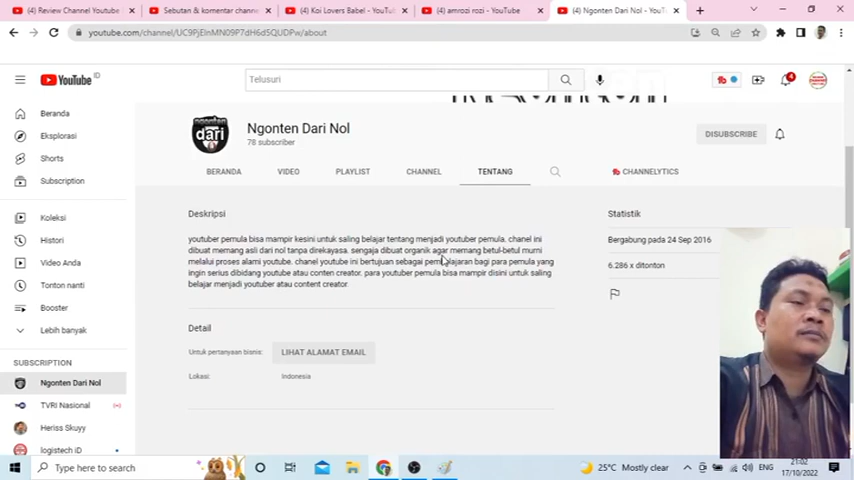 (4) Review Channel Youtube
Sebutan & komentar channel
(4) Koi Lovers Babel - YouTube
(4) amrozi rozi - YouTube
(4) Ngonten Dari Nol - YouT
youtube.com/channel/UC9PjElnMN09P7dH6d5QUDPw/about
YouTube ID
Telusuri
4
Beranda
Eksplorasi
Shorts
Subscription
Koleksi
Histori
Video Anda
Tonton nanti
Booster
Lebih banyak
SUBSCRIPTION
Ngonten Dari Nol
TVRI Nasional
Heriss Skuyy
logistech iD
ngonten
dari
Ngonten Dari Nol
78 subscriber
DISUBSCRIBE
BERANDA VIDEO PLAYLIST CHANNEL TENTANG CHANNELYTICS
Deskripsi
youtuber pemula bisa mampir kesini untuk saling belajar tentang menjadi youtuber pemula. chanel ini
dibuat memang asli dari nol tanpa direkayasa. sengaja dibuat organik agar memang betul-betul murni
melalui proses alami youtube. chanel youtube ini bertujuan sebagai pembelajaran bagi para pemula yang
ingin serius dibidang youtube atau conten creator. para youtuber pemula bisa mampir disini untuk saling
belajar menjadi youtuber atau content creator.
Detail
Untuk pertanyaan bisnis: LIHAT ALAMAT EMAIL
Lokasi: Indonesia
Statistik
Bergabung pada 24 Sep 2016
6.286 x ditonton
Type here to search
25°C Mostly clear
ENG
21:02
17/10/2022